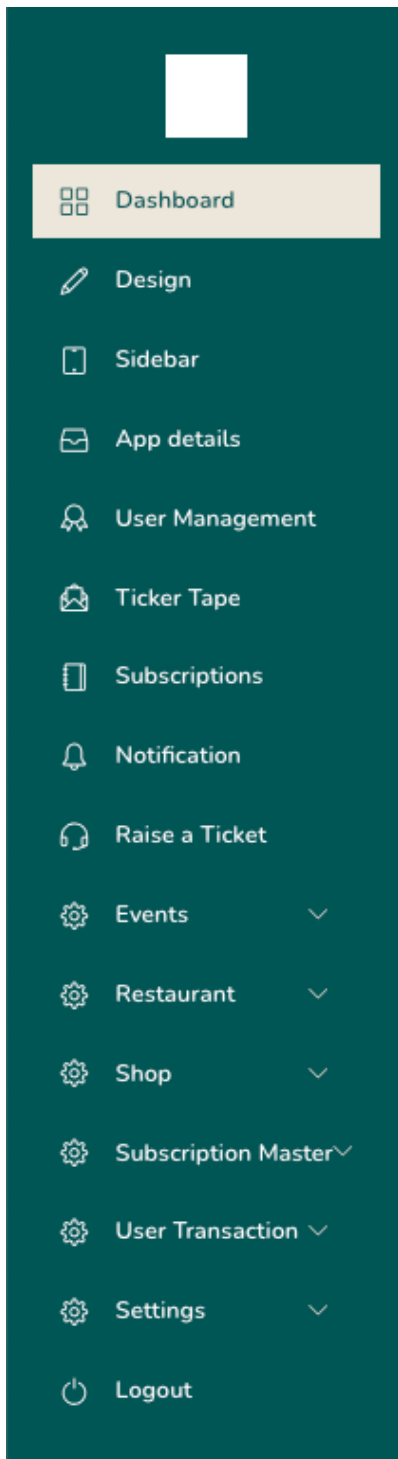 Dashboard
Design
Sidebar
App details
User Management
Ticker Tape
Subscriptions
Notification
Raise a Ticket
Events
Restaurant
Shop
Subscription Master
User Transaction
Settings
Logout